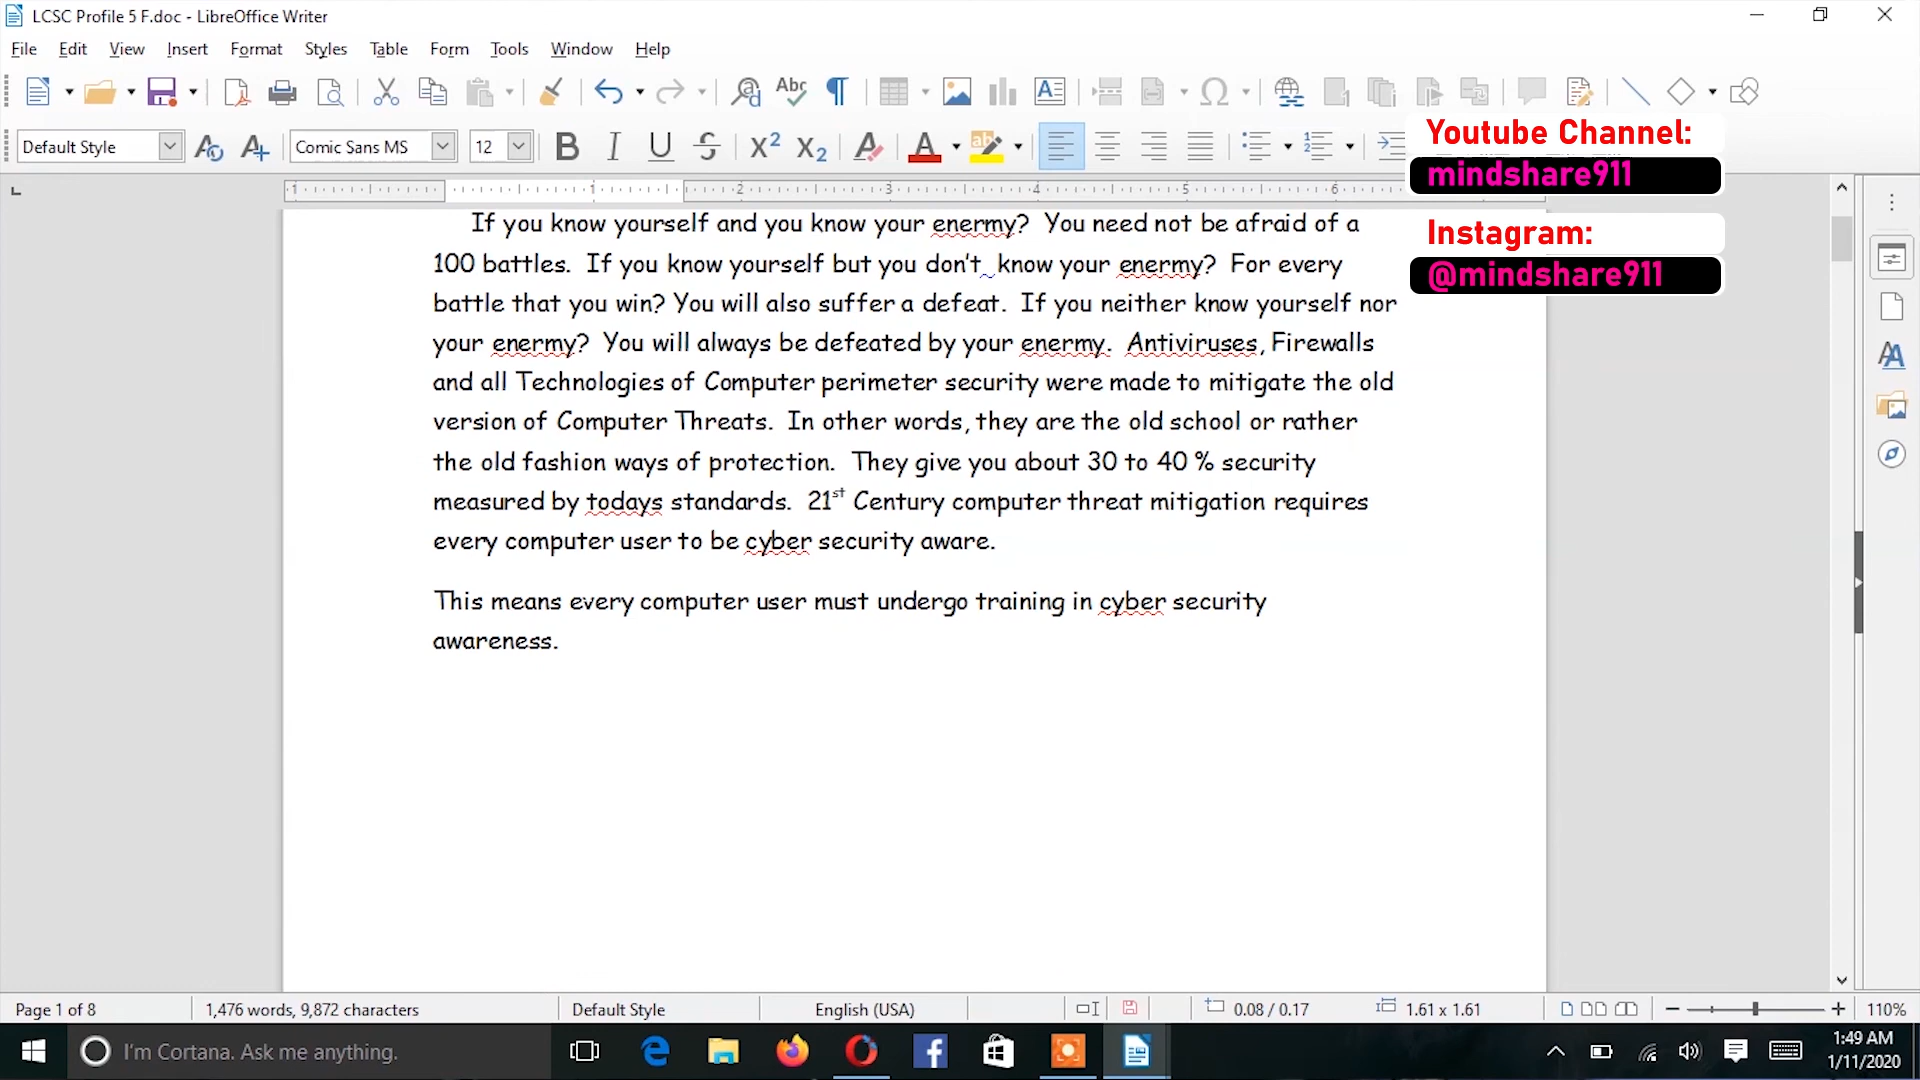 LCSC Profile 5 F.doc - LibreOffice Writer
File Edit View Insert Format Styles Table Form Tools Window Help
Default Style Comic Sans MS 12
Youtube Channel:
mindshare911
Instagram:
@mindshare911
1 1 2 3 4 5 6
If you know yourself and you know your enermy?  You need not be afraid of a
100 battles.  If you know yourself but you don't  know your enermy?  For every
battle that you win? You will also suffer a defeat.  If you neither know yourself nor
your enermy?  You will always be defeated by your enermy.  Antiviruses, Firewalls
and all Technologies of Computer perimeter security were made to mitigate the old
version of Computer Threats.  In other words, they are the old school or rather
the old fashion ways of protection.  They give you about 30 to 40 % security
measured by todays standards.  21st Century computer threat mitigation requires
every computer user to be cyber security aware.
This means every computer user must undergo training in cyber security
awareness.
Page 1 of 8 1,476 words, 9,872 characters Default Style English (USA) 0.08 / 0.17 1.61 x 1.61 110%
I'm Cortana. Ask me anything.
1:49 AM
1/11/2020